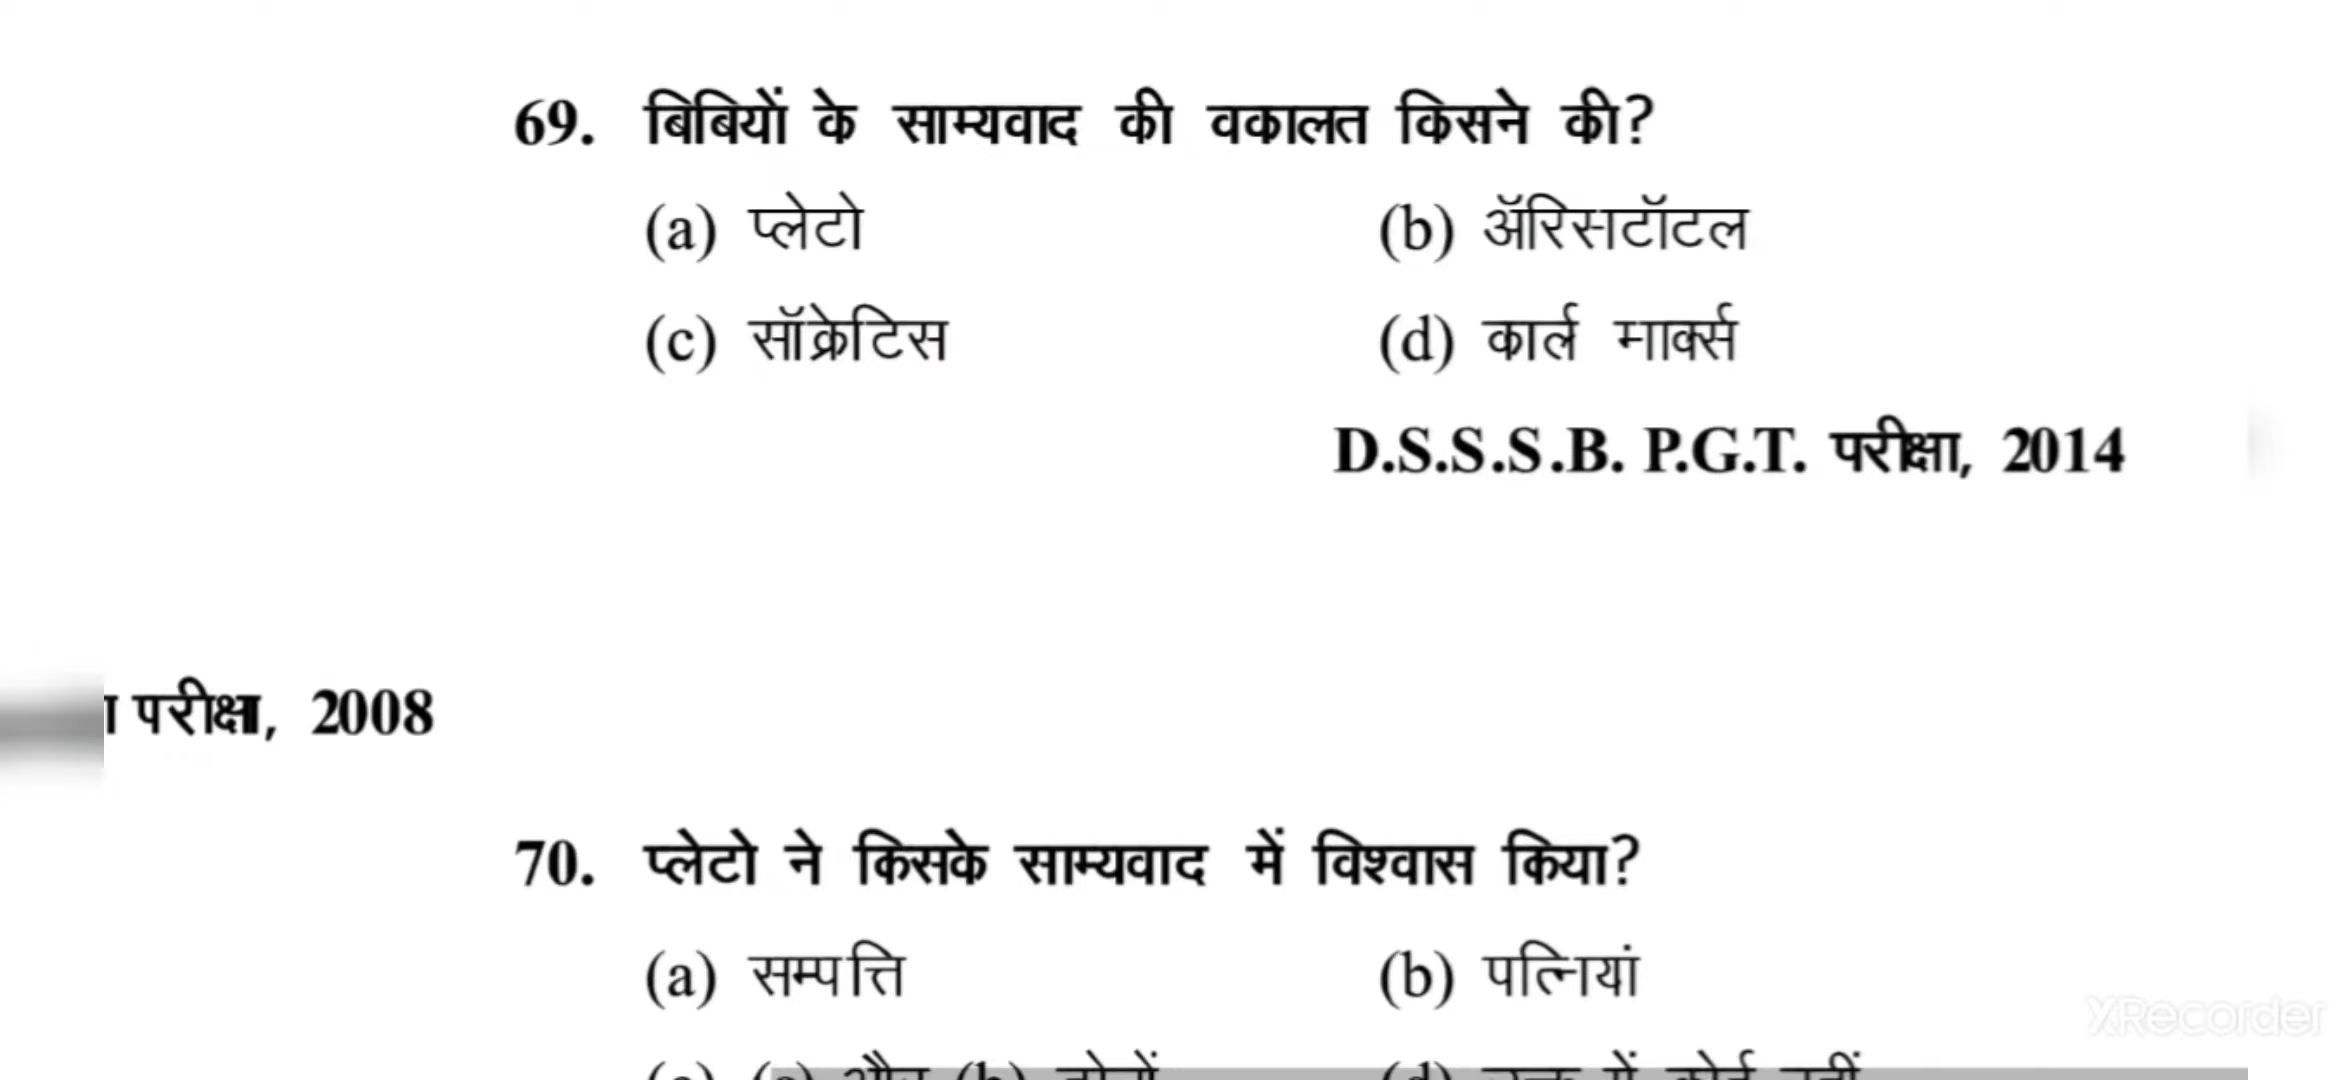 69. बिबियों के साम्यवाद की वकालत किसने की?
(a) प्लेटो (b) ॲरिसटॉटल
(c) सॉक्रेटिस (d) कार्ल मार्क्स
D.S.S.S.B. P.G.T. परीक्षा, 2014
परीक्षा, 2008
70. प्लेटो ने किसके साम्यवाद में विश्वास किया?
(a) सम्पत्ति (b) पत्नियां
XRecorder